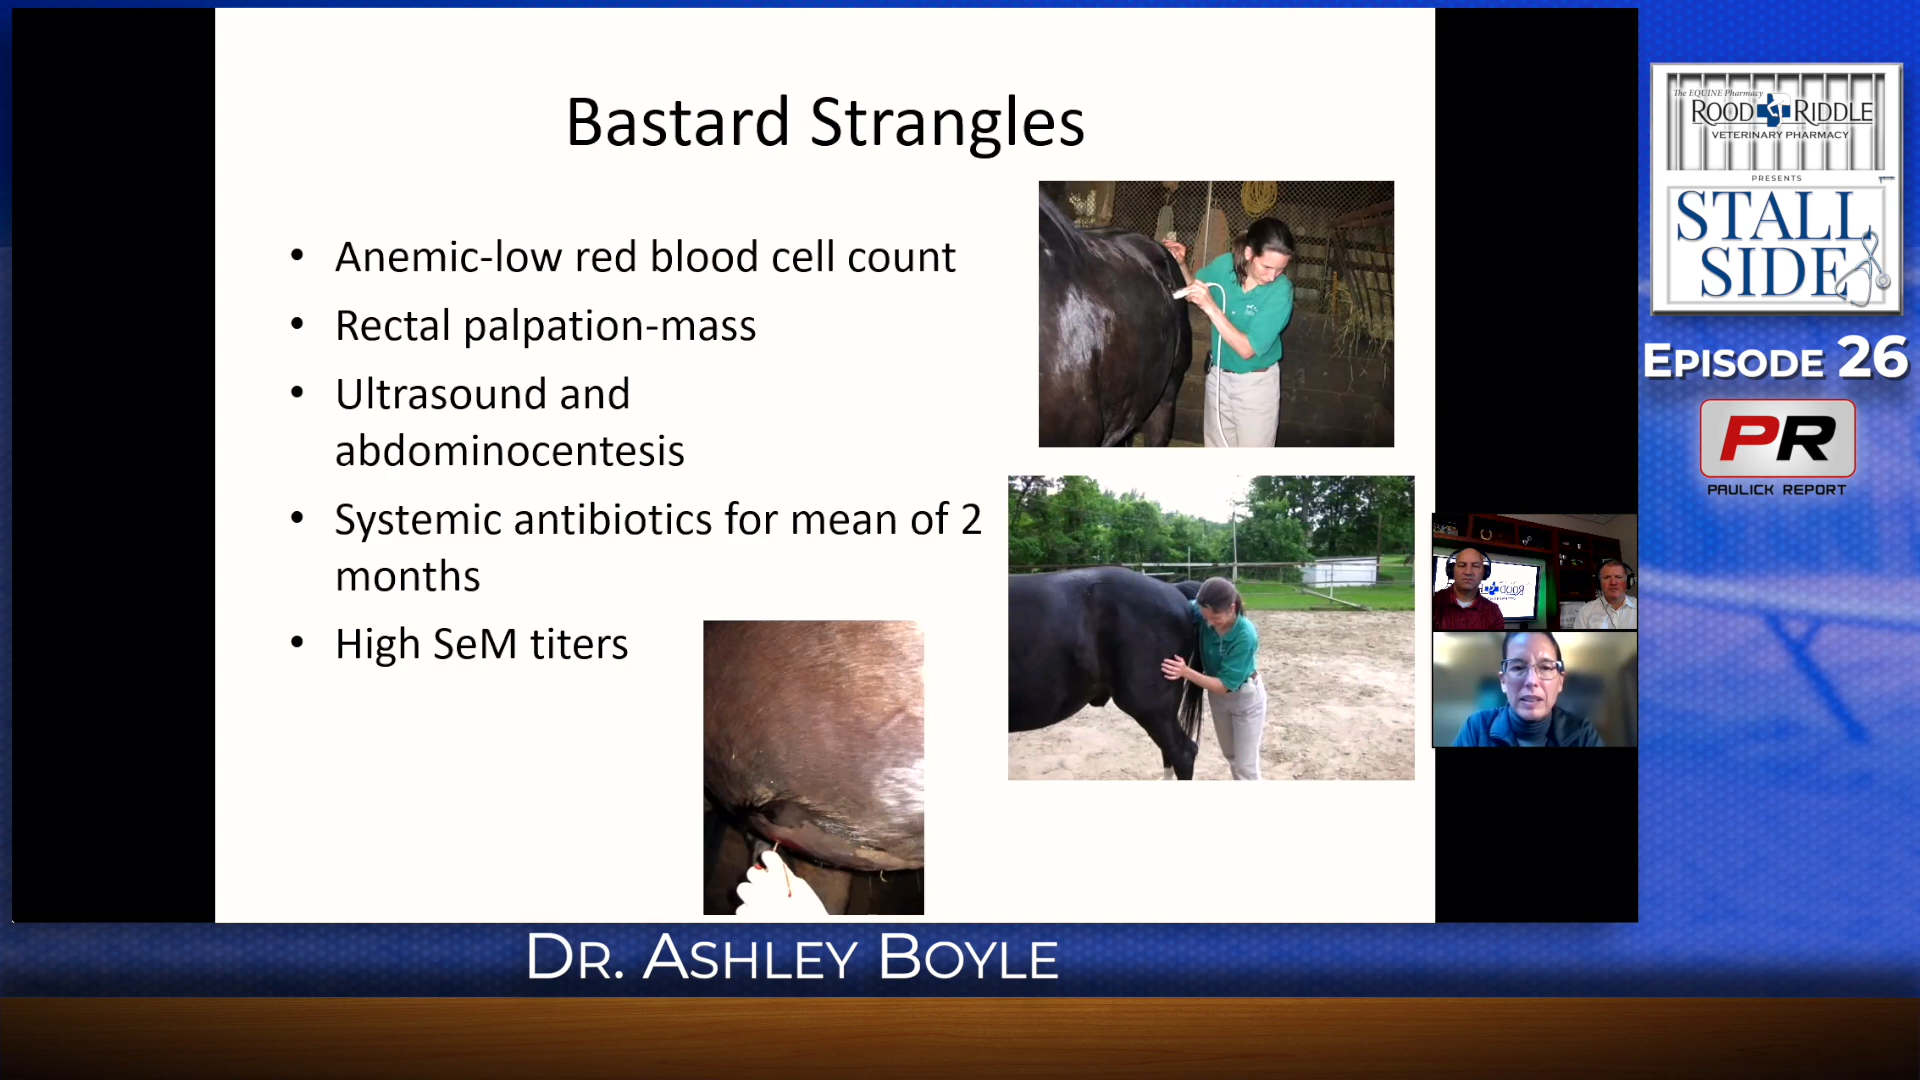 Bastard Strangles
• Anemic-low red blood cell count
• Rectal palpation-mass
• Ultrasound and
abdominocentesis
• Systemic antibiotics for mean of 2
months
• High SeM titers
The EQUINE Pharmacy
ROOD RIDDLE
VETERINARY PHARMACY
PRESENTS
STALL
SIDE
EPISODE 26
PR
PAULICK REPORT
DR. ASHLEY BOYLE